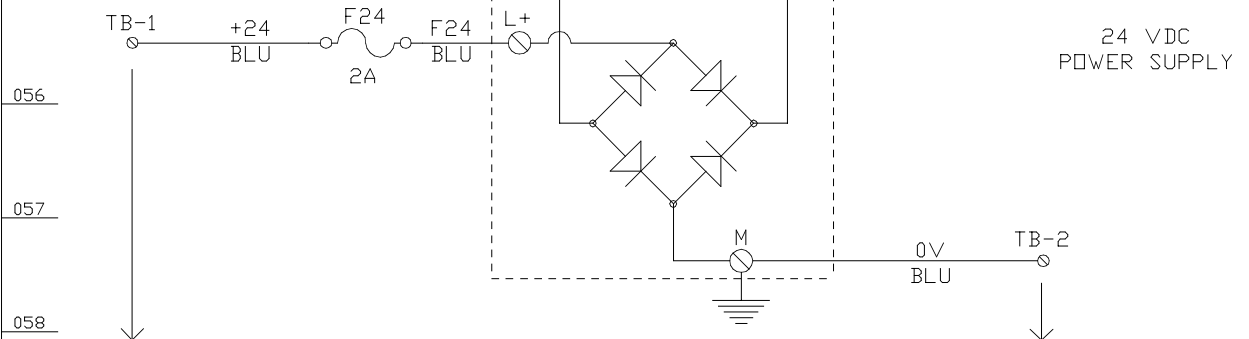 TB-1
+24
BLU
F24
2A
F24
BLU
L+
24 VDC
POWER SUPPLY
056
057
M
0V
BLU
TB-2
058